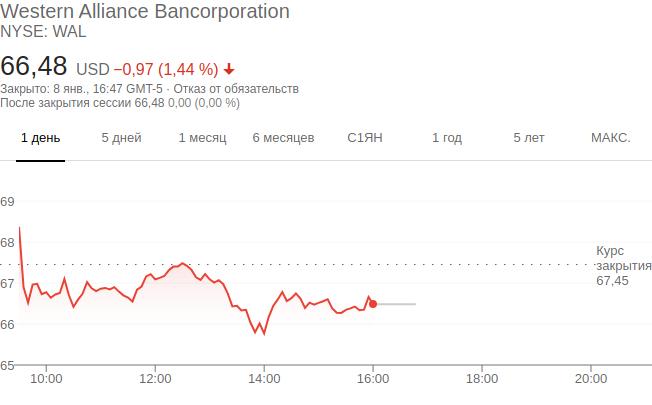 Western Alliance Bancorporation
NYSE: WAL
66,48 USD −0,97 (1,44 %)
Закрыто: 8 янв., 16:47 GMT-5 · Отказ от обязательств
После закрытия сессии 66,48 0,00 (0,00 %)
1 день 5 дней 1 месяц 6 месяцев С1ЯН 1 год 5 лет МАКС.
69
68
Курс
закрытия
67,45
67
66
65
10:00 12:00 14:00 16:00 18:00 20:00